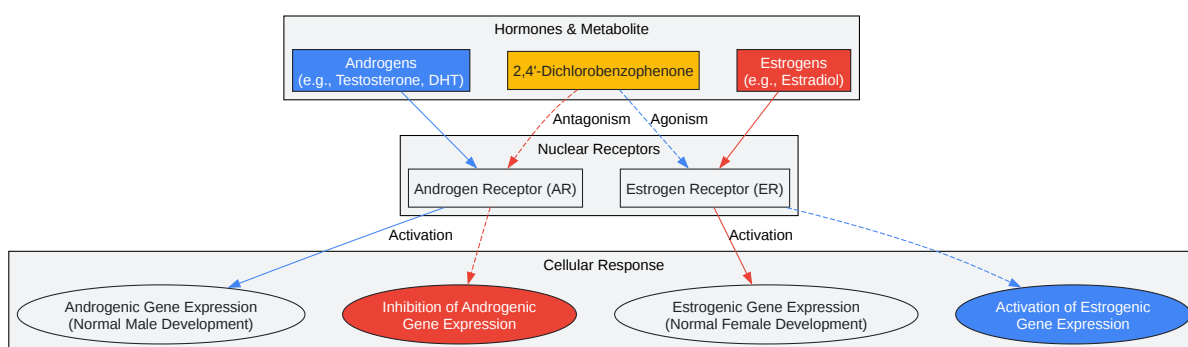 Hormones & Metabolite
Androgens
(e.g., Testosterone, DHT)
2,4'-Dichlorobenzophenone
Estrogens
(e.g., Estradiol)
Antagonism
Agonism
Nuclear Receptors
Androgen Receptor (AR)
Estrogen Receptor (ER)
Activation
Activation
Cellular Response
Androgenic Gene Expression
(Normal Male Development)
Inhibition of Androgenic
Gene Expression
Estrogenic Gene Expression
(Normal Female Development)
Activation of Estrogenic
Gene Expression